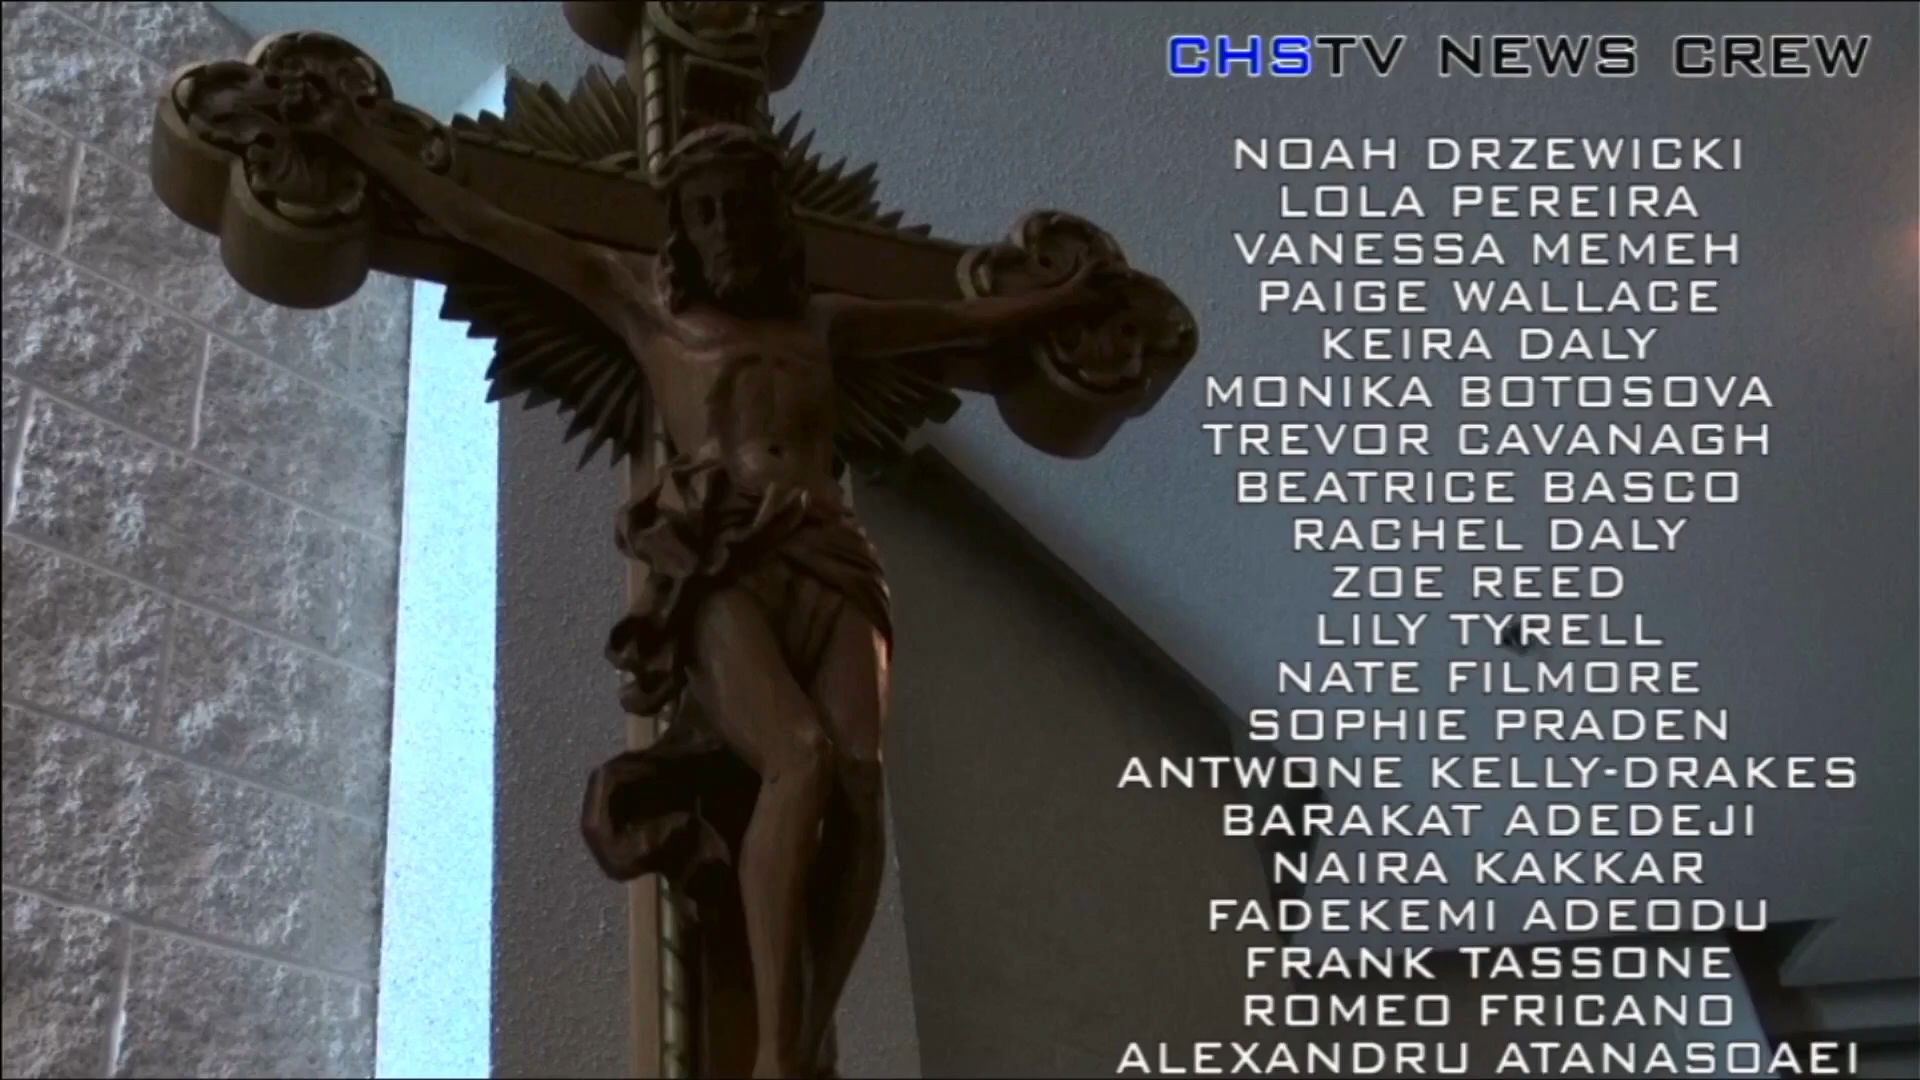 CHSTV NEWS CREW
NOAH DRZEWICKI
LOLA PEREIRA
VANESSA MEMEH
PAIGE WALLACE
KEIRA DALY
MONIKA BOTOSOVA
TREVOR CAVANAGH
BEATRICE BASCO
RACHEL DALY
ZOE REED
LILY TYRELL
NATE FILMORE
SOPHIE PRADEN
ANTWONE KELLY-DRAKES
BARAKAT ADEDEJI
NAIRA KAKKAR
FADEKEMI ADEODU
FRANK TASSONE
ROMEO FRICANO
ALEXANDRU ATANASOAEI